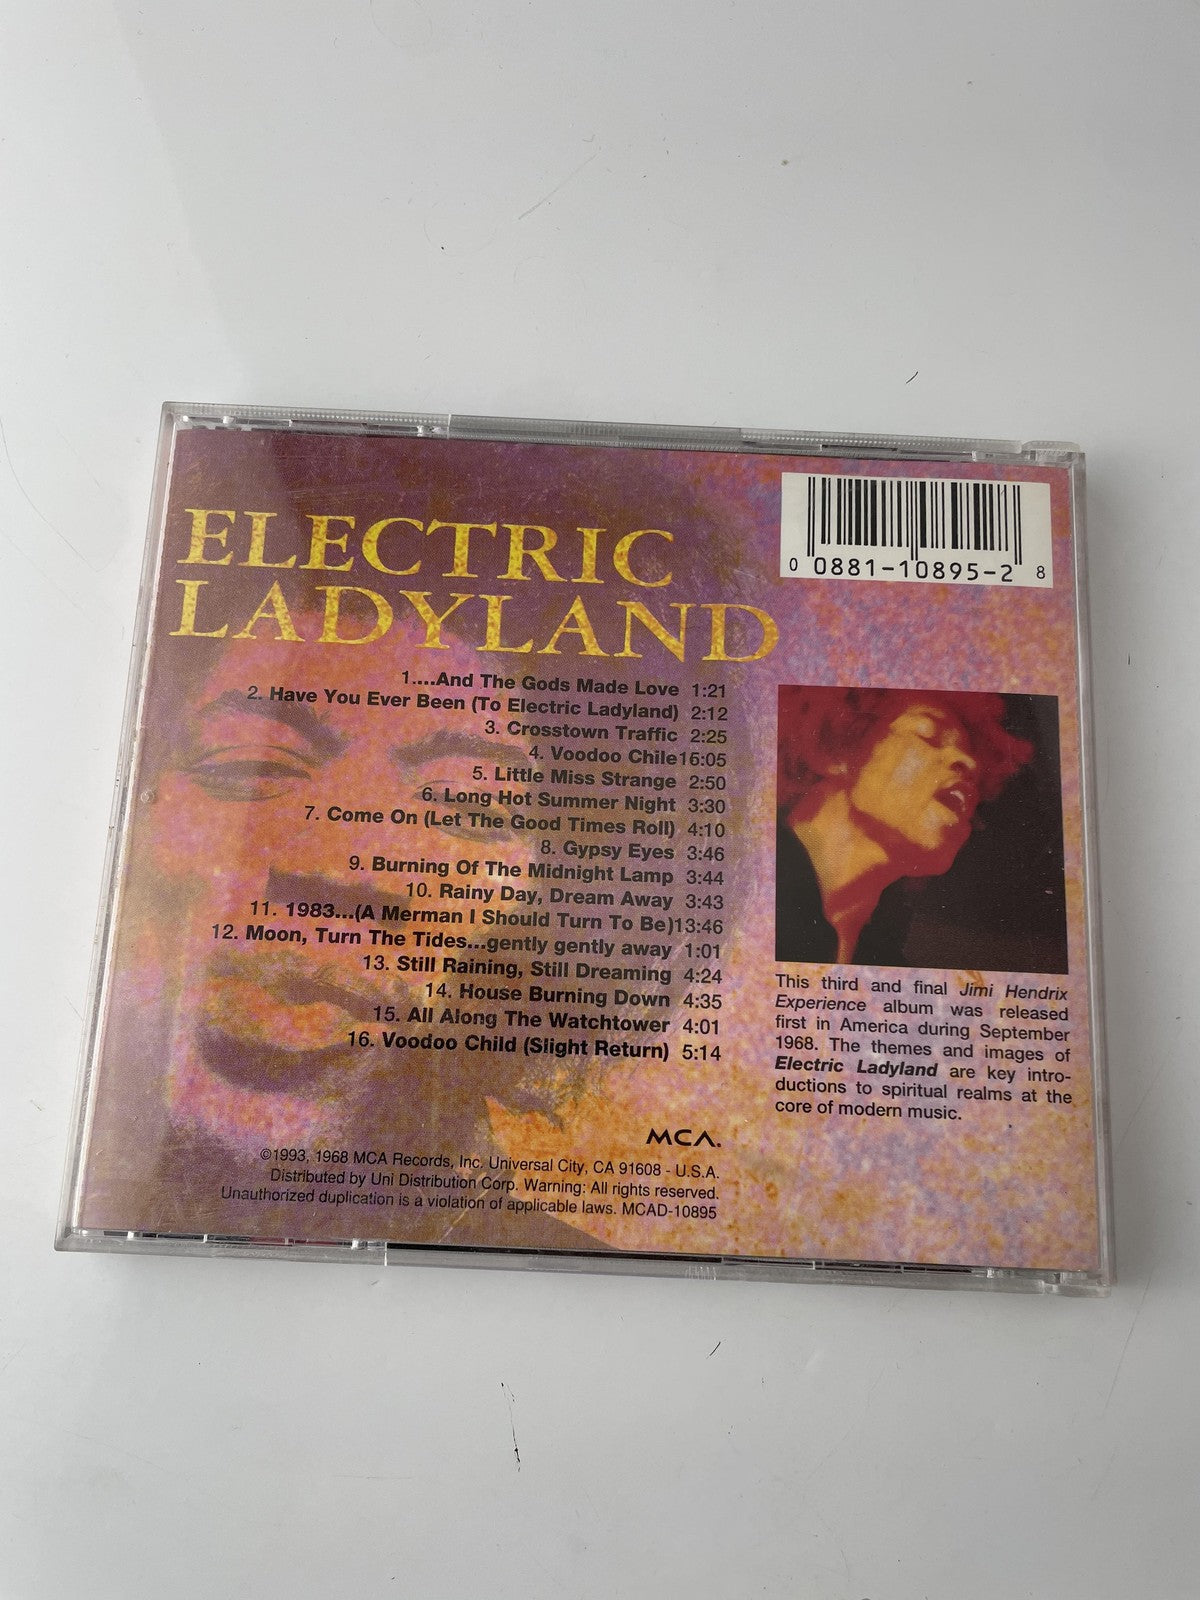 ELECTRIC
LADYLAND
0 0881-10895-2 8
1....And The Gods Made Love 1:21
2. Have You Ever Been (To Electric Ladyland) 2:12
3. Crosstown Traffic 2:25
4. Voodoo Chile 16:05
5. Little Miss Strange 2:50
6. Long Hot Summer Night 3:30
7. Come On (Let The Good Times Roll) 4:10
8. Gypsy Eyes 3:46
9. Burning Of The Midnight Lamp 3:44
10. Rainy Day, Dream Away 3:43
11. 1983...(A Merman I Should Turn To Be) 13:46
12. Moon, Turn The Tides...gently gently away 1:01
13. Still Raining, Still Dreaming 4:24
14. House Burning Down 4:35
15. All Along The Watchtower 4:01
16. Voodoo Child (Slight Return) 5:14
This third and final Jimi Hendrix
Experience album was released
first in America during September
1968. The themes and images of
Electric Ladyland are key intro-
ductions to spiritual realms at the
core of modern music.
MCA.
©1993, 1968 MCA Records, Inc. Universal City, CA 91608 - U.S.A.
Distributed by Uni Distribution Corp. Warning: All rights reserved.
Unauthorized duplication is a violation of applicable laws. MCAD-10895